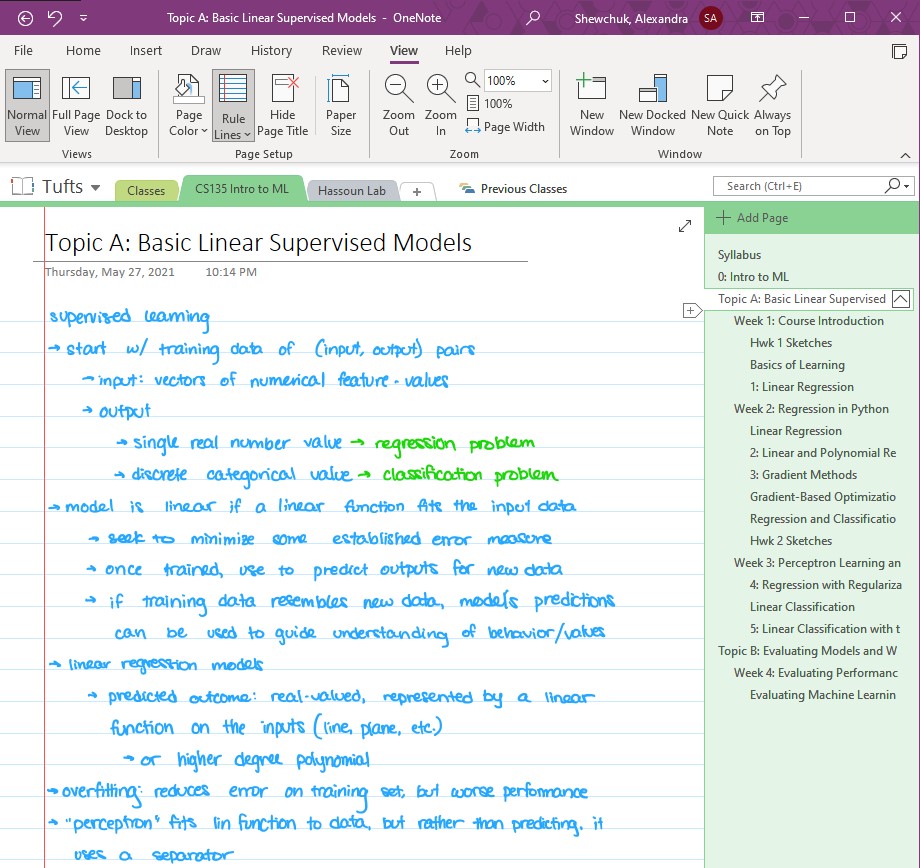 Topic A: Basic Linear Supervised Models - OneNote
Shewchuk, Alexandra
SA
File Home Insert Draw History Review View Help
Normal View
Full Page View
Dock to Desktop
Page Color
Rule Lines
Hide Page Title
Paper Size
Zoom Out
Zoom In
100%
100%
Page Width
New Window
New Docked Window
New Quick Note
Always on Top
Views
Page Setup
Zoom
Window
Tufts
Classes
CS135 Intro to ML
Hassoun Lab
+
Previous Classes
Search (Ctrl+E)
Topic A: Basic Linear Supervised Models
Thursday, May 27, 2021 10:14 PM
supervised learning
→ start w/ training data of (input, output) pairs
→ input: vectors of numerical feature-values
→ output
→ single real number value → regression problem
→ discrete categorical value → classification problem
→ model is linear if a linear function fits the input data
→ seek to minimize some established error measure
→ once trained, use to predict outputs for new data
→ if training data resembles new data, model's predictions
can be used to guide understanding of behavior/values
→ linear regression models
→ predicted outcome: real-valued, represented by a linear
function on the inputs (line, plane, etc.)
→ or higher degree polynomial
→ overfitting: reduces error on training set, but worse performance
→ "perceptron" fits lin function to data, but rather than predicting, it
uses a separator
Add Page
Syllabus
0: Intro to ML
Topic A: Basic Linear Supervised
Week 1: Course Introduction
Hwk 1 Sketches
Basics of Learning
1: Linear Regression
Week 2: Regression in Python
Linear Regression
2: Linear and Polynomial Re
3: Gradient Methods
Gradient-Based Optimizatio
Regression and Classificatio
Hwk 2 Sketches
Week 3: Perceptron Learning an
4: Regression with Regulariza
Linear Classification
5: Linear Classification with t
Topic B: Evaluating Models and W
Week 4: Evaluating Performanc
Evaluating Machine Learnin